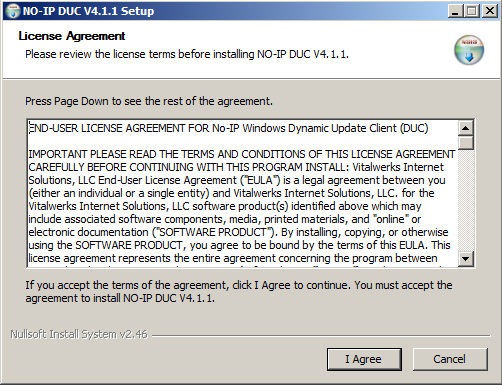 NO-IP DUC V4.1.1 Setup
License Agreement
Please review the license terms before installing NO-IP DUC V4.1.1.
Press Page Down to see the rest of the agreement.
END-USER LICENSE AGREEMENT FOR No-IP Windows Dynamic Update Client (DUC)
IMPORTANT PLEASE READ THE TERMS AND CONDITIONS OF THIS LICENSE AGREEMENT
CAREFULLY BEFORE CONTINUING WITH THIS PROGRAM INSTALL: Vitalwerks Internet
Solutions, LLC End-User License Agreement ("EULA") is a legal agreement between you
(either an individual or a single entity) and Vitalwerks Internet Solutions, LLC. for the
Vitalwerks Internet Solutions, LLC software product(s) identified above which may
include associated software components, media, printed materials, and "online" or
electronic documentation ("SOFTWARE PRODUCT"). By installing, copying, or otherwise
using the SOFTWARE PRODUCT, you agree to be bound by the terms of this EULA. This
license agreement represents the entire agreement concerning the program between
If you accept the terms of the agreement, click I Agree to continue. You must accept the
agreement to install NO-IP DUC V4.1.1.
Nullsoft Install System v2.46
I Agree
Cancel